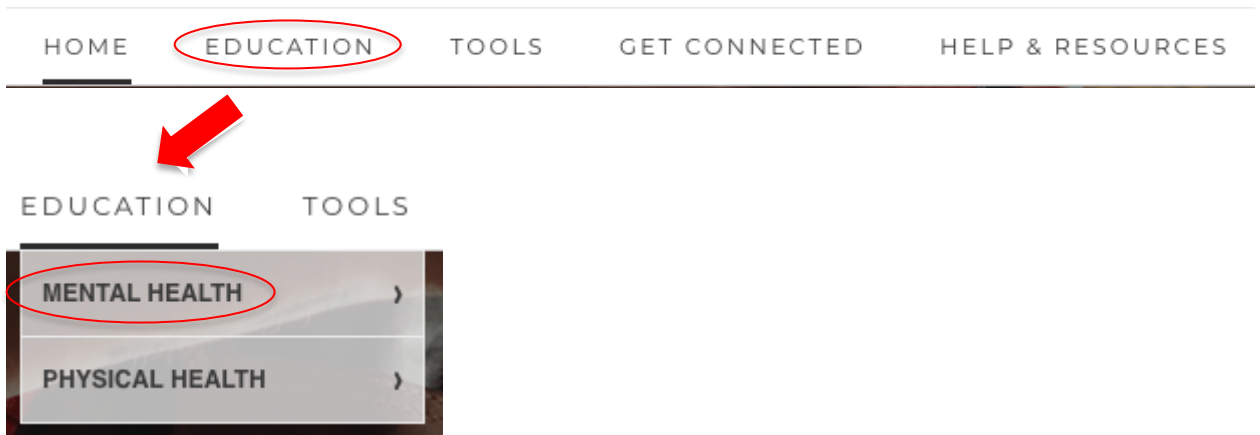 HOME EDUCATION TOOLS GET CONNECTED HELP & RESOURCES
EDUCATION TOOLS
MENTAL HEALTH ›
PHYSICAL HEALTH ›